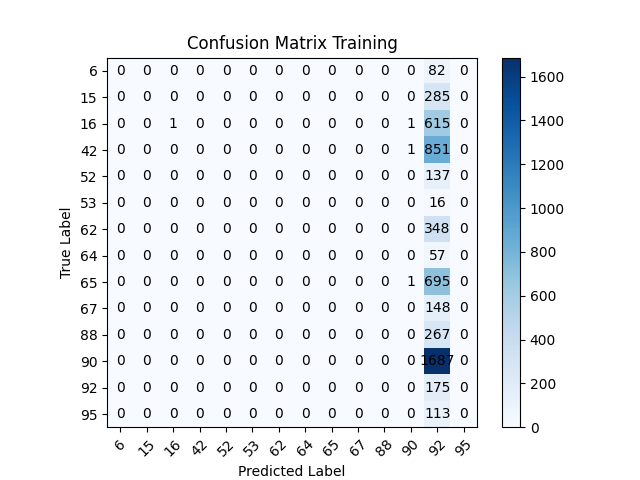 Confusion Matrix Training
6 0 0 0 0 0 0 0 0 0 0 0 0 82 0
15 0 0 0 0 0 0 0 0 0 0 0 0 285 0
16 0 0 1 0 0 0 0 0 0 0 0 1 615 0
42 0 0 0 0 0 0 0 0 0 0 0 1 851 0
52 0 0 0 0 0 0 0 0 0 0 0 0 137 0
53 0 0 0 0 0 0 0 0 0 0 0 0 16 0
62 0 0 0 0 0 0 0 0 0 0 0 0 348 0
64 0 0 0 0 0 0 0 0 0 0 0 0 57 0
65 0 0 0 0 0 0 0 0 0 0 0 1 695 0
67 0 0 0 0 0 0 0 0 0 0 0 0 148 0
88 0 0 0 0 0 0 0 0 0 0 0 0 267 0
90 0 0 0 0 0 0 0 0 0 0 0 0 1687 0
92 0 0 0 0 0 0 0 0 0 0 0 0 175 0
95 0 0 0 0 0 0 0 0 0 0 0 0 113 0
6 15 16 42 52 53 62 64 65 67 88 90 92 95
Predicted Label
True Label
1600
1400
1200
1000
800
600
400
200
0